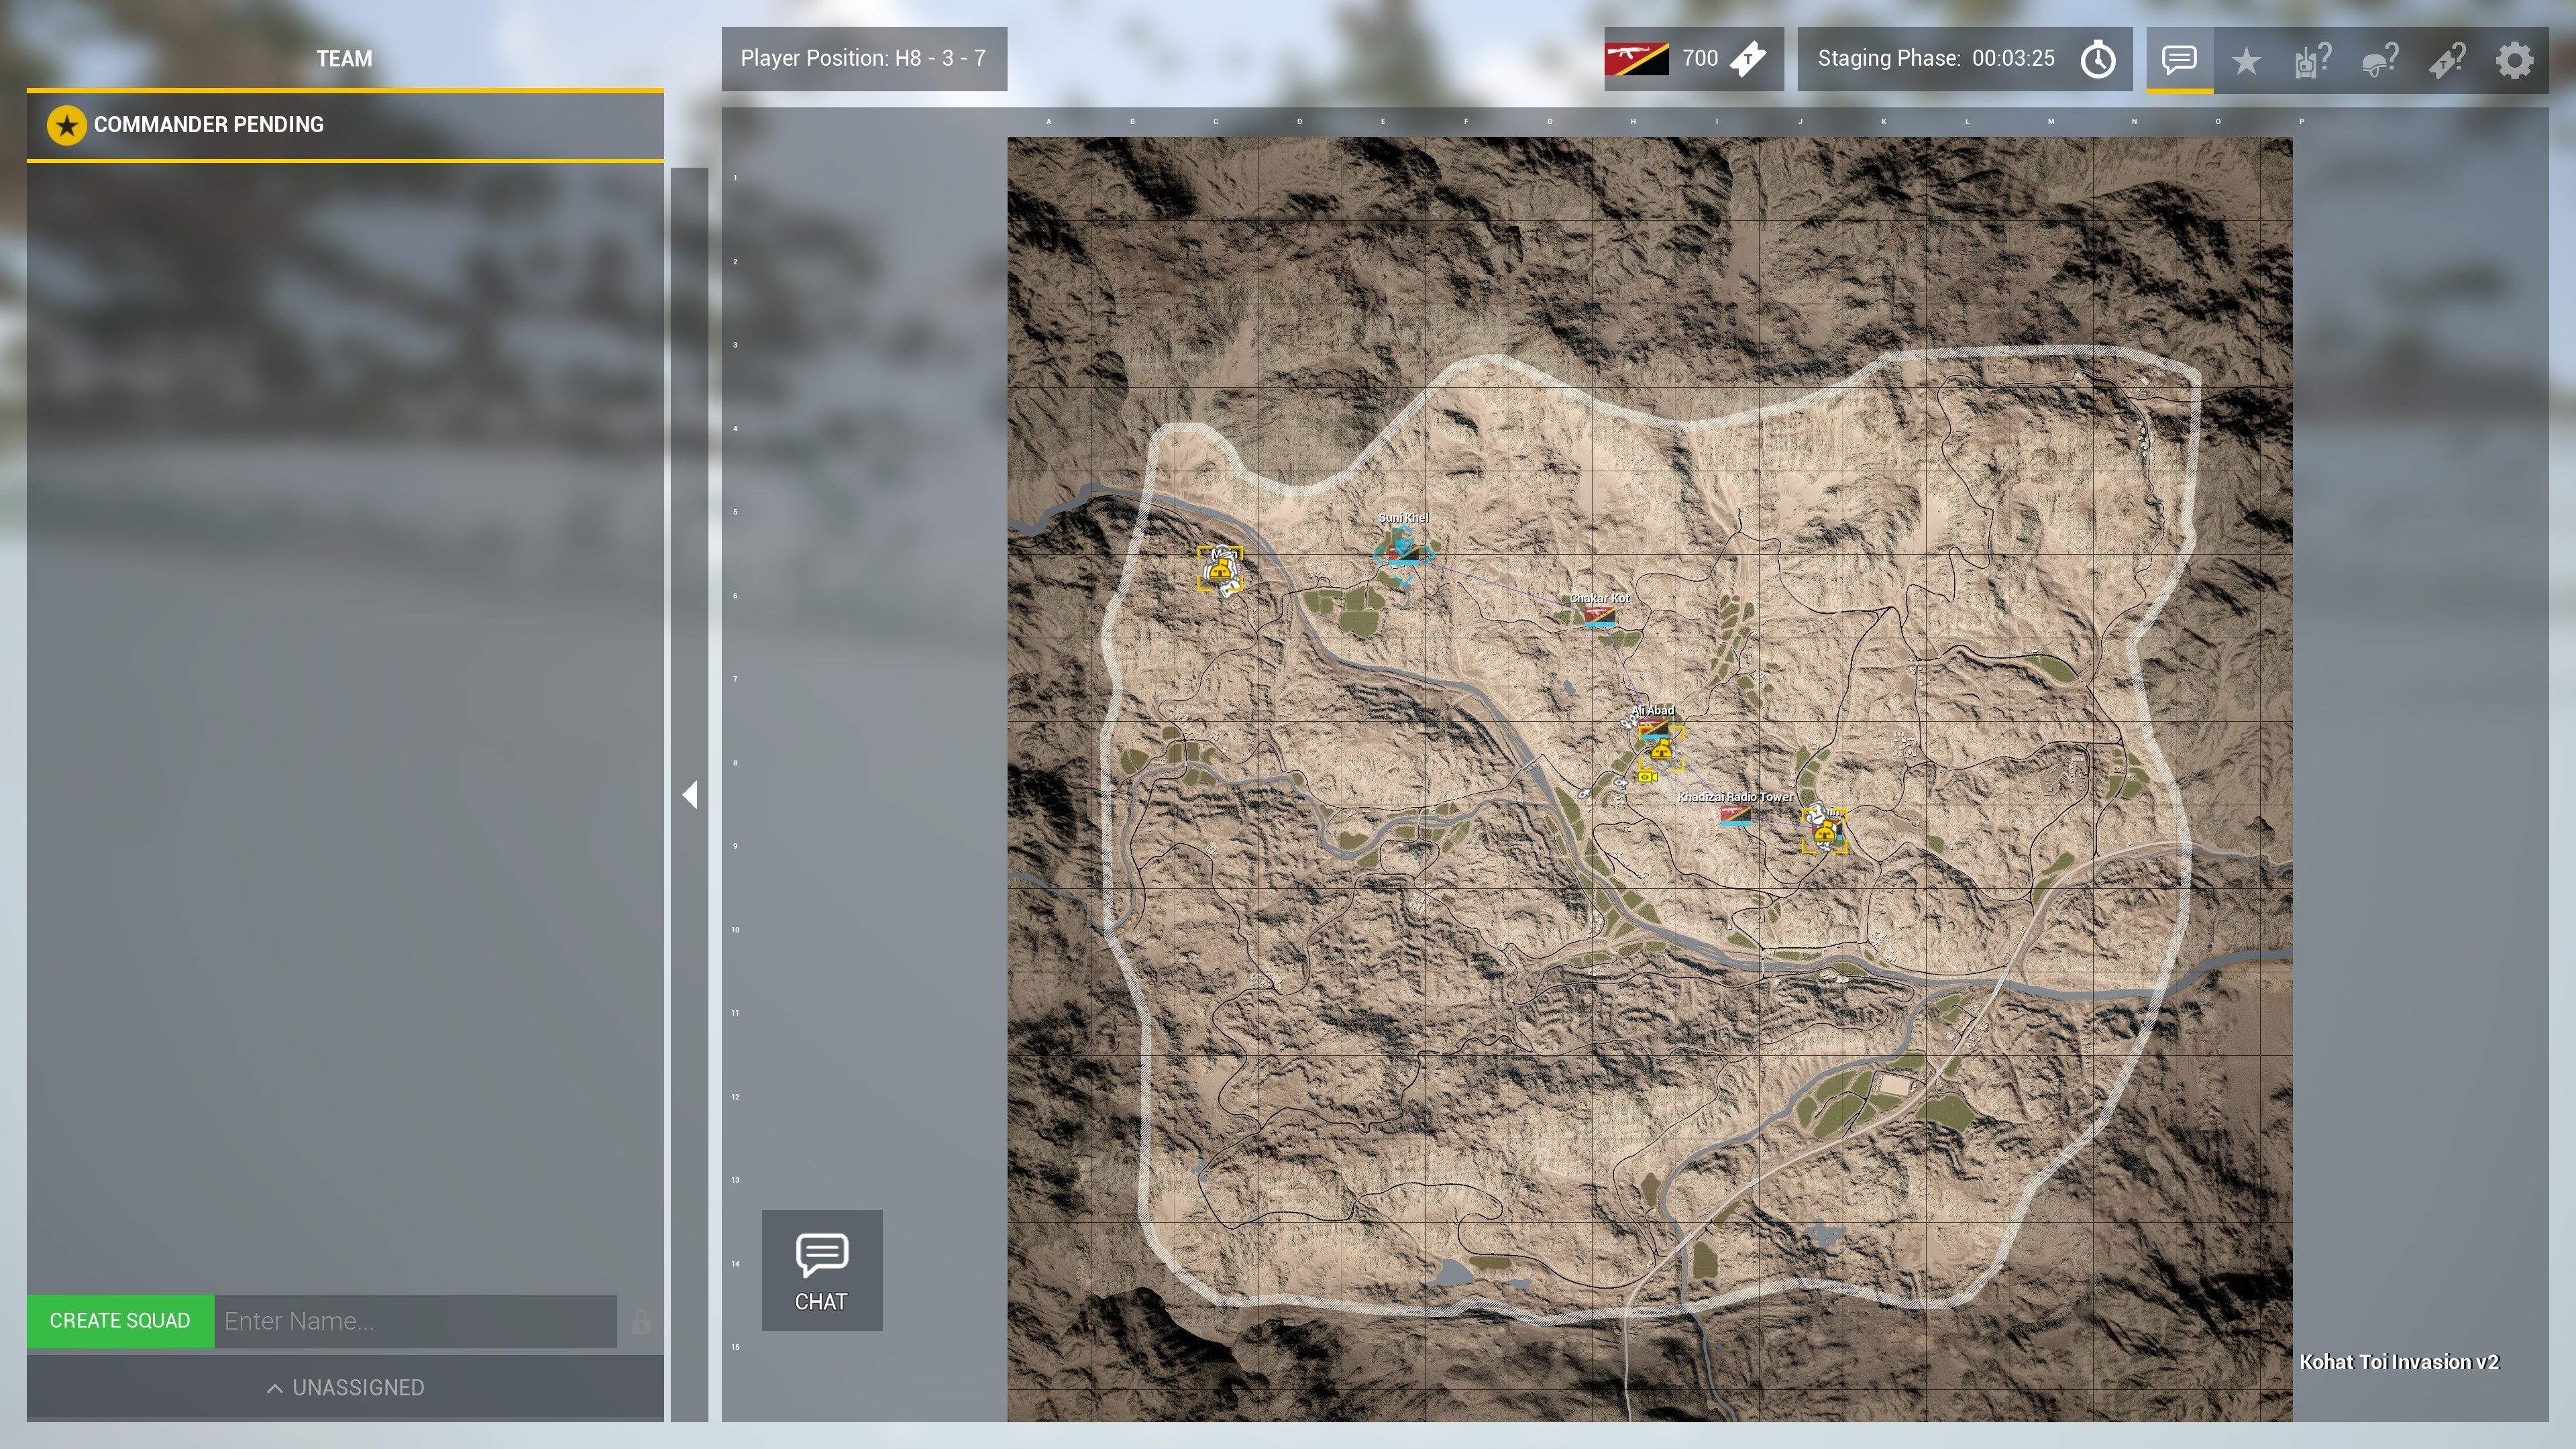 TEAM
Player Position: H8 - 3 - 7
700
T
Staging Phase: 00:03:25
? ? ?
COMMANDER PENDING
A B C D E F G H I J K L M N O P
1
2
3
4
5
Suni Khel
6
Chakar Kot
7
Ali Abad
8
Khadizai Radio Tower
9
10
11
12
13
14
CHAT
CREATE SQUAD Enter Name...
15
Kohat Toi Invasion v2
UNASSIGNED